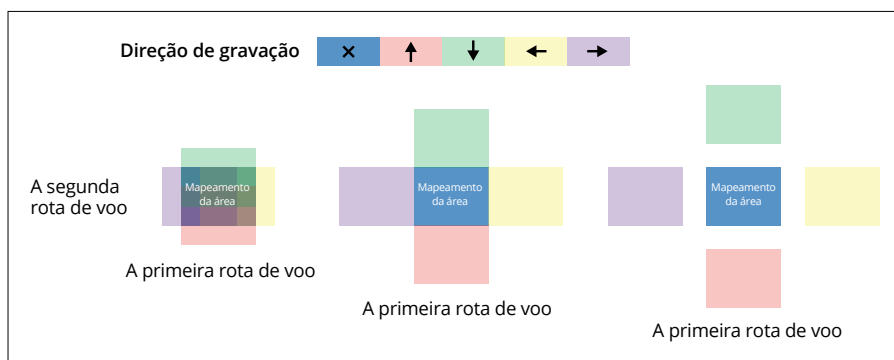 Direção de gravação
A segunda
rota de voo
Mapeamento
da área
Mapeamento
da área
Mapeamento
da área
A primeira rota de voo
A primeira rota de voo
A primeira rota de voo